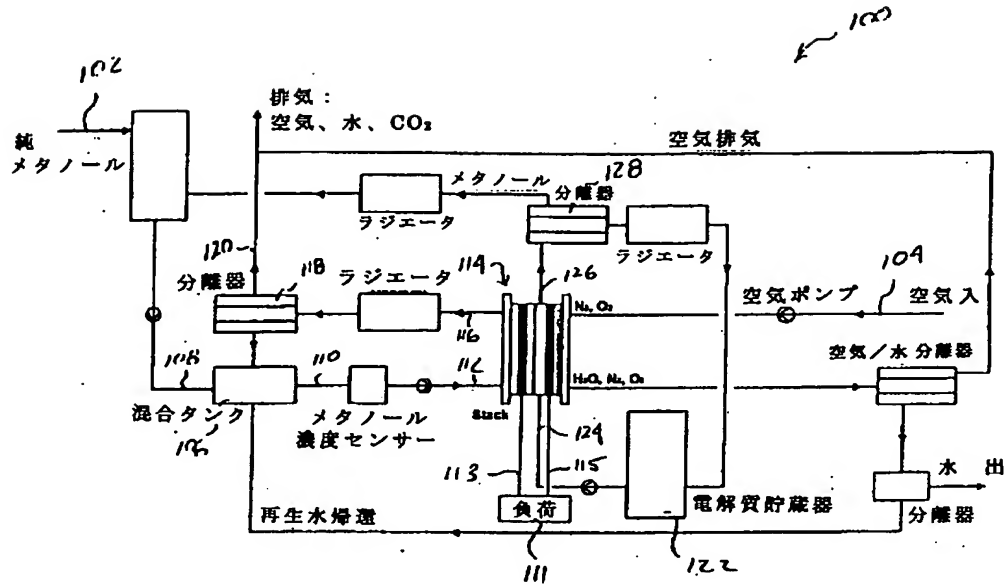 100
102
排気：
空気、水、CO₂
純
メタノール
空気排気
メタノール
128
分離器
ラジエータ
ラジエータ
120
118
分離器
ラジエータ
114
126
104
N₂, O₂
空気ポンプ
空気入
116
空気/水 分離器
108
110
112
H₂O, N₂, O₂
混合タンク
106
メタノール
濃度センサー
Stack
124
113
115
水 出
負荷
電解質貯蔵器
分離器
再生水帰還
111
122